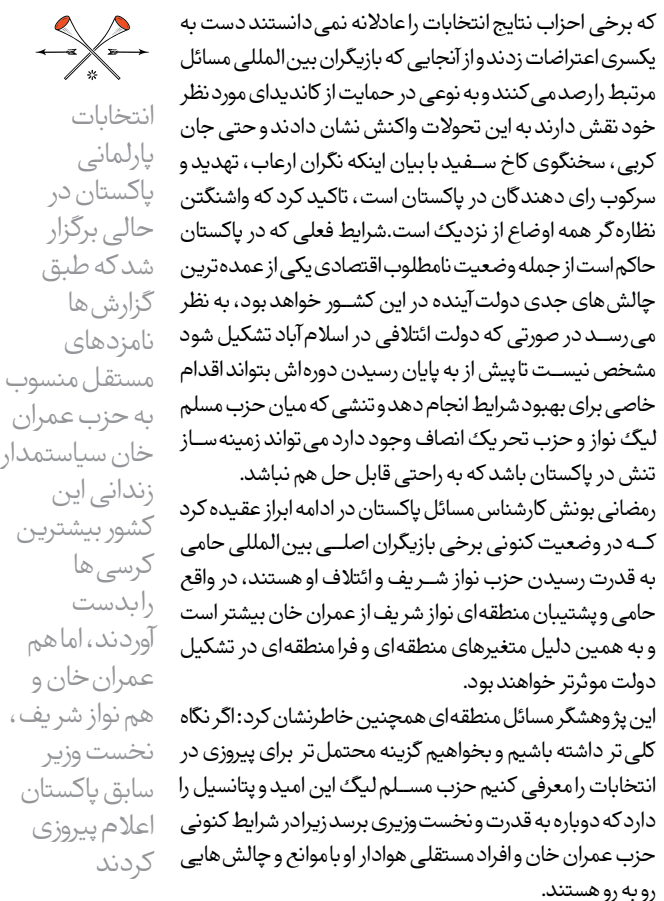 که برخی احزاب نتایج انتخابات را عادلانه نمی دانستند دست به
یکسری اعتراضات زدند و از آنجایی که بازیگران بین المللی مسائل
مرتبط را رصد می کنند و به نوعی در حمایت از کاندیدای مورد نظر
خود نقش دارند به این تحولات واکنش نشان دادند و حتی جان
کربی، سخنگوی کاخ سفید با بیان اینکه نگران ارعاب، تهدید و
سرکوب رای دهندگان در پاکستان است، تاکید کرد که واشنگتن
نظاره گر همه اوضاع از نزدیک است.شرایط فعلی که در پاکستان
حاکم است از جمله وضعیت نامطلوب اقتصادی یکی از عمده ترین
چالش های جدی دولت آینده در این کشور خواهد بود، به نظر
می رسد در صورتی که دولت ائتلافی در اسلام آباد تشکیل شود
مشخص نیست تا پیش از به پایان رسیدن دوره اش بتواند اقدام
خاصی برای بهبود شرایط انجام دهد و تنشی که میان حزب مسلم
لیگ نواز و حزب تحریک انصاف وجود دارد می تواند زمینه ساز
تنش در پاکستان باشد که به راحتی قابل حل هم نباشد.
رمضانی بونش کارشناس مسائل پاکستان در ادامه ابراز عقیده کرد
که در وضعیت کنونی برخی بازیگران اصلی بین المللی حامی
به قدرت رسیدن حزب نواز شریف و ائتلاف او هستند، در واقع
حامی و پشتیبان منطقه ای نواز شریف از عمران خان بیشتر است
و به همین دلیل متغیرهای منطقه ای و فرا منطقه ای در تشکیل
دولت موثرتر خواهند بود.
این پژوهشگر مسائل منطقه ای همچنین خاطرنشان کرد: اگر نگاه
کلی تر داشته باشیم و بخواهیم گزینه محتمل تر برای پیروزی در
انتخابات را معرفی کنیم حزب مسلم لیگ این امید و پتانسیل را
دارد که دوباره به قدرت و نخست وزیری برسد زیرا در شرایط کنونی
حزب عمران خان و افراد مستقلی هوادار او با موانع و چالش هایی
رو به رو هستند.
انتخابات
پارلمانی
پاکستان در
حالی برگزار
شد که طبق
گزارش ها
نامزدهای
مستقل منسوب
به حزب عمران
خان سیاستمدار
زندانی این
کشور بیشترین
کرسی ها
را بدست
آوردند، اما هم
عمران خان و
هم نواز شریف،
نخست وزیر
سابق پاکستان
اعلام پیروزی
کردند